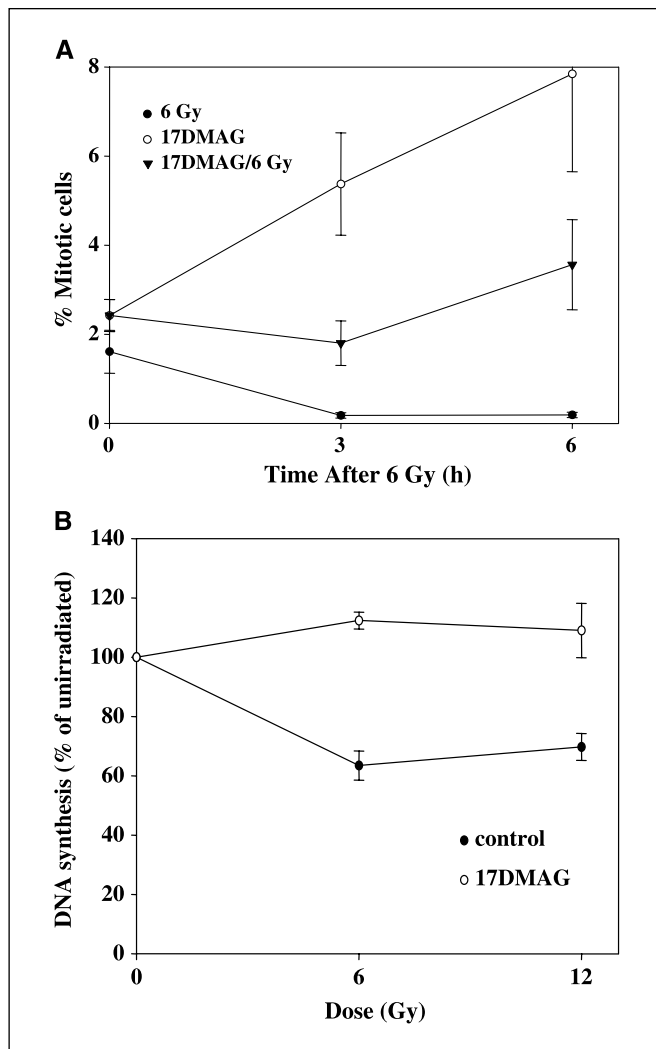 A
8
6
4
2
0
% Mitotic cells
6 Gy
17DMAG
17DMAG/6 Gy
0 3 6
Time After 6 Gy (h)
B
140
120
100
80
60
40
20
0
DNA synthesis (% of unirradiated)
control
17DMAG
0 6 12
Dose (Gy)